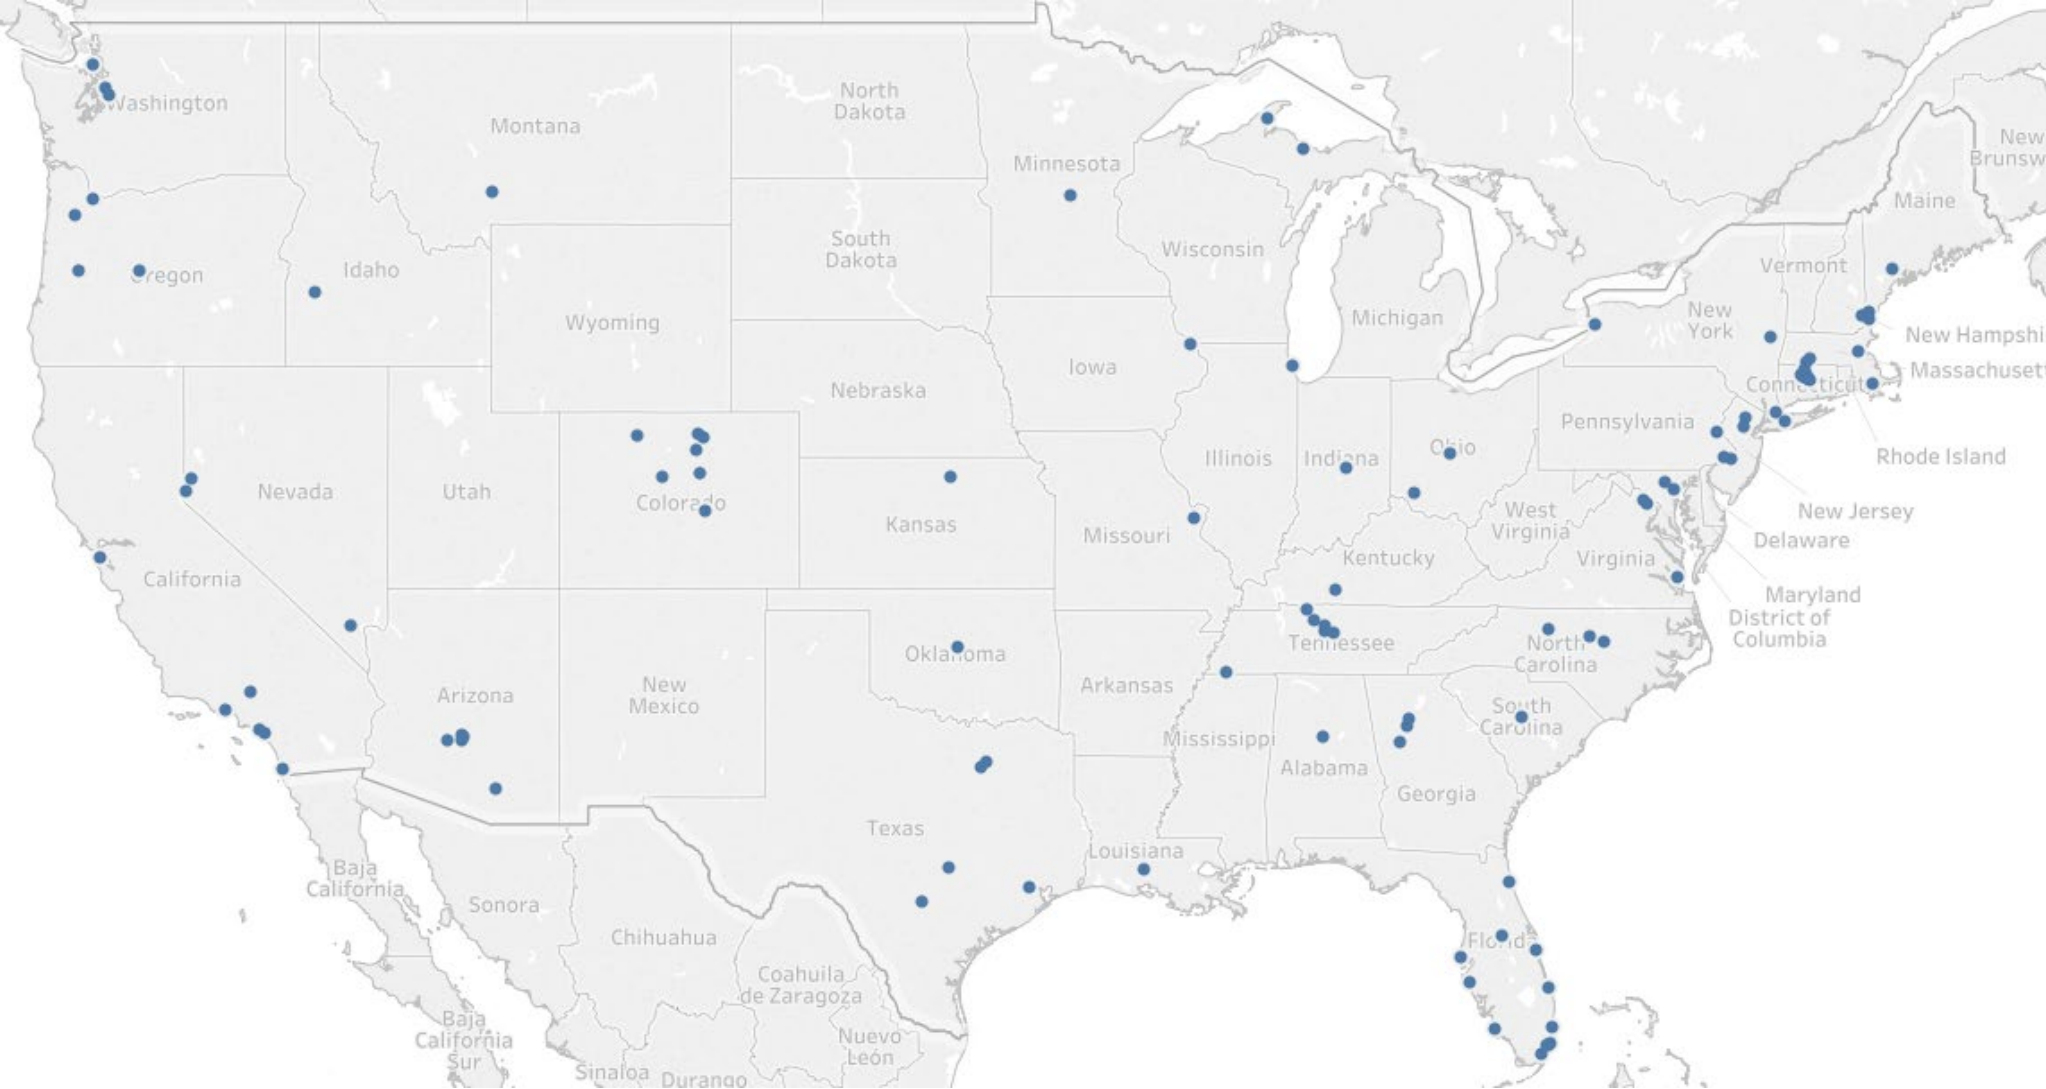 Washington
Montana
North
Dakota
Minnesota
New
Brunsw
Maine
Oregon
Idaho
South
Dakota
Wisconsin
Vermont
Wyoming
Michigan
New
York
New Hampshi
Iowa
Massachuset
Nebraska
Connecticut
Pennsylvania
Illinois
Indiana
Ohio
Rhode Island
Nevada
Utah
Colorado
Kansas
West
Virginia
New Jersey
Missouri
Delaware
California
Kentucky
Virginia
Maryland
District of
Columbia
Oklahoma
Tennessee
North
Carolina
Arizona
New
Mexico
Arkansas
South
Carolina
Mississippi
Alabama
Georgia
Texas
Louisiana
Baja
California
Sonora
Chihuahua
Florida
Coahuila
de Zaragoza
Baja
California
Sur
Nuevo
León
Sinaloa
Durango